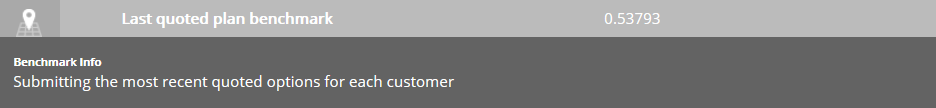 Last quoted plan benchmark 0.53793
Benchmark Info
Submitting the most recent quoted options for each customer